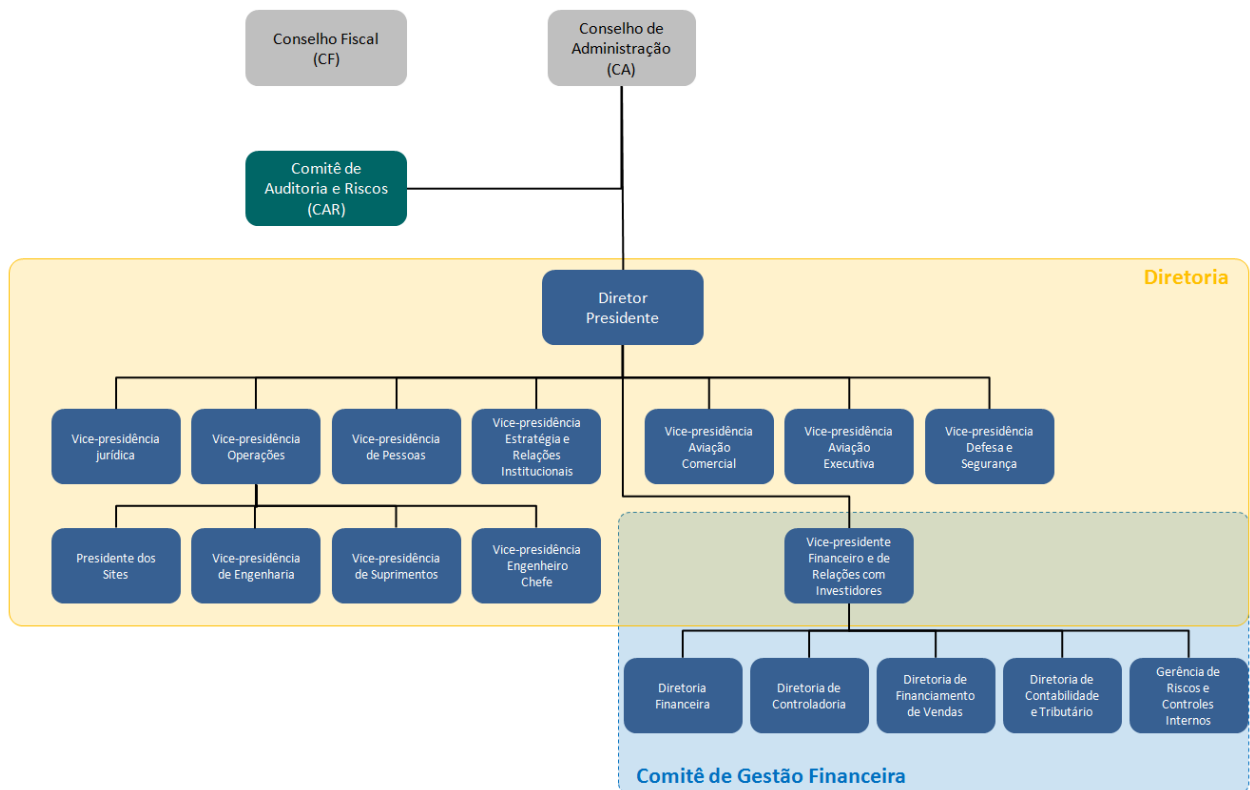 Conselho Fiscal
(CF)
Conselho de
Administração
(CA)
Comitê de
Auditoria e Riscos
(CAR)
Diretoria
Diretor
Presidente
Vice-presidência
jurídica
Vice-presidência
Operações
Vice-presidência
de Pessoas
Vice-presidência
Estratégia e
Relações
Institucionais
Vice-presidência
Aviação
Comercial
Vice-presidência
Aviação
Executiva
Vice-presidência
Defesa e
Segurança
Presidente dos
Sites
Vice-presidência
de Engenharia
Vice-presidência
de Suprimentos
Vice-presidência
Engenheiro
Chefe
Vice-presidente
Financeiro e de
Relações com
Investidores
Diretoria
Financeira
Diretoria de
Controladoria
Diretoria de
Financiamento
de Vendas
Diretoria de
Contabilidade
e Tributário
Gerência de
Riscos e
Controles
Internos
Comitê de Gestão Financeira